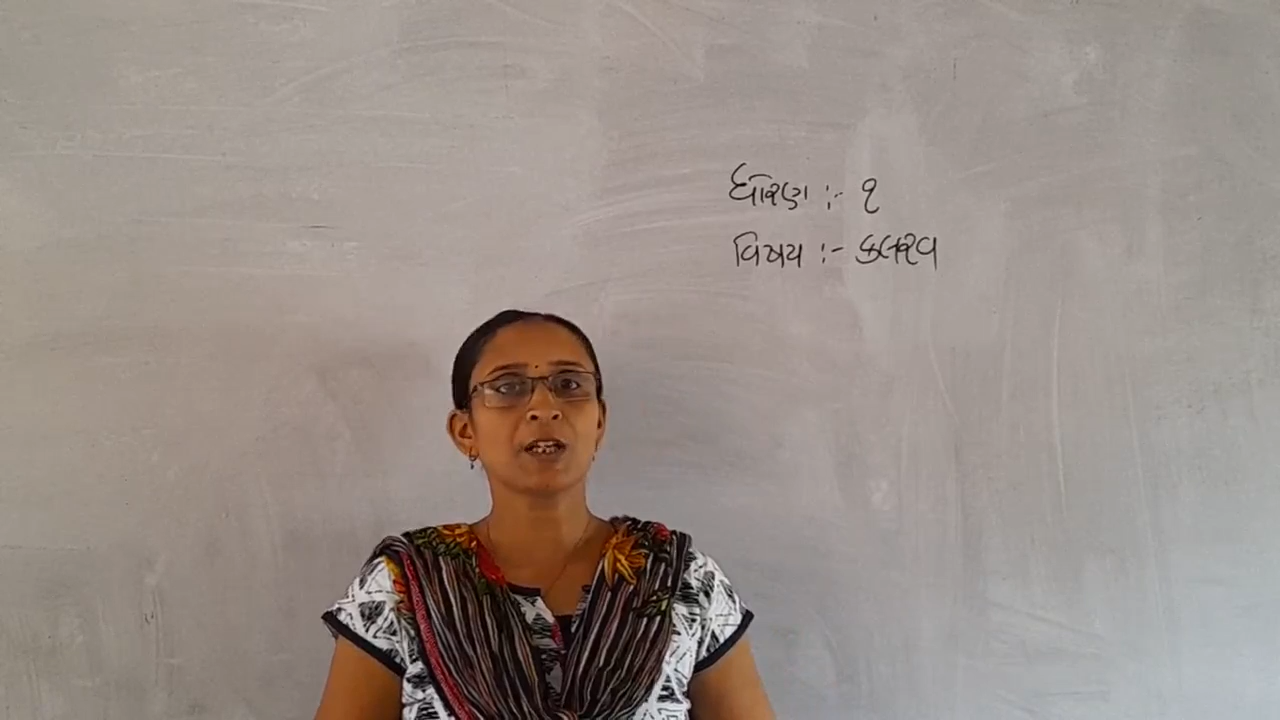 ધોરણ :- ૧
વિષય :- કલરવ